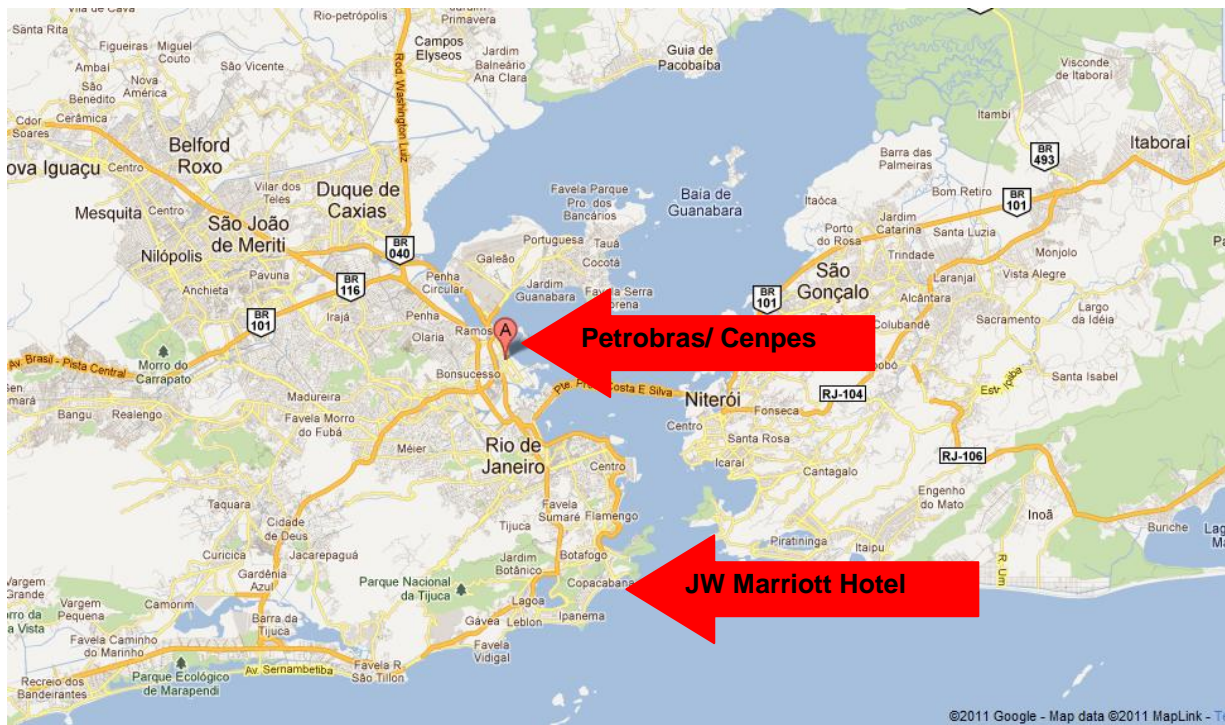 Vila de Cava
Santa Rita
Rio-petrópolis
Jardim
Primavera
Campos
Elyseos
Figueiras
Miguel
Couto
Ambaí
São Vicente
Jardim
Balneário
Ana Clara
Guia de
Pacobaíba
Visconde
de Itaboraí
São
Benedito
Nova
América
Rod. Washington Luz
Itambi
Cdor
Soares
Cerâmica
Belford
Roxo
Itaboraí
BR
493
ova Iguaçu
Centro
Barra das
Palmeiras
Vilar dos
Teles
Duque de
Caxias
Favela Parque
Pro. dos
Bancários
Baía de
Guanabara
Bom Retiro
BR
101
Mesquita
Centro
São João
de Meriti
Itaóca
Jardim
Catarina
Santa Luzia
Porto
do Rosa
Nilópolis
BR
040
Portuguesa
Tauá
Cocotá
Galeão
Monjolo
Trindade
Pavuna
BR
116
Penha
Circular
Jardim
Guanabara
São
Gonçalo
Laranjal
Vista Alegre
Anchieta
BR
101
BR
101
Alcântara
Irajá
Penha
Olaria
Ramos
A
Petrobras/ Cenpes
Colubandê
Sacramento
Largo
da Idéia
Av. Brasil - Pista Central
Morro do
Carrapato
Bonsucesso
Santa Isabel
Bangu
Realengo
Madureira
Niterói
RJ-104
Favela Morro
do Fubá
Fonseca
Centro
Méier
Rio de
Janeiro
Centro
Santa Rosa
Icaraí
Cantagalo
RJ-106
Taquara
Favela
Sumaré
Flamengo
Engenho
do Mato
Inoã
Cidade
de Deus
Tijuca
Curicica
Jacarepaguá
Jardim
Botânico
Botafogo
Piratininga
Itaipu
Buriche
Gardênia
Azul
Parque Nacional
da Tijuca
Copacabana
JW Marriott Hotel
R. Um
Vargem
Grande
Vargem
Pequena
Camorim
Lagoa
Leblon
Ipanema
Barra da
Tijuca
Gávea
Favela
Vidigal
Favela Caminho
do Marinho
Av. Sernambetiba
Favela R
São Tillon
Recreio dos
Bandeirantes
Parque Ecológico
de Marapendi
©2011 Google - Map data ©2011 MapLink -